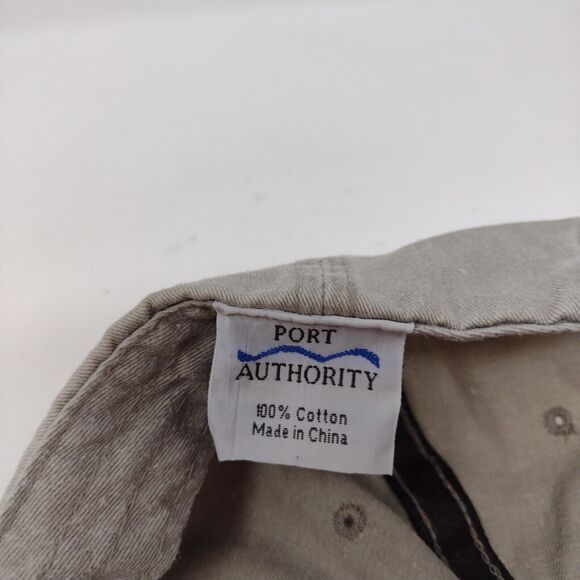 PORT
AUTHORITY
100% Cotton
Made in China